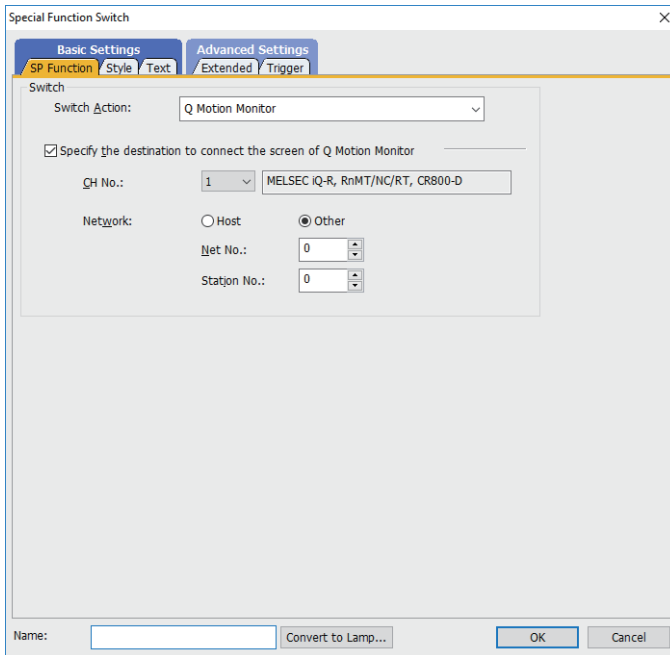 Special Function Switch
Basic Settings Advanced Settings
SP Function Style Text Extended Trigger
Switch
Switch Action: Q Motion Monitor
Specify the destination to connect the screen of Q Motion Monitor
CH No.: 1 MELSEC iQ-R, RnMT/NC/RT, CR800-D
Network: Host Other
Net No.: 0
Station No.: 0
Name: Convert to Lamp... OK Cancel